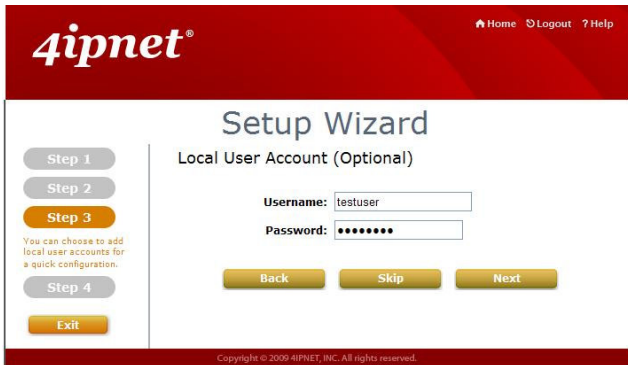 4ipnet®
Home Logout ? Help
Setup Wizard
Step 1
Step 2
Step 3
You can choose to add
local user accounts for
a quick configuration.
Step 4
Exit
Local User Account (Optional)
Username: testuser
Password: ••••••••
Back Skip Next
Copyright © 2009 4IPNET, INC. All rights reserved.